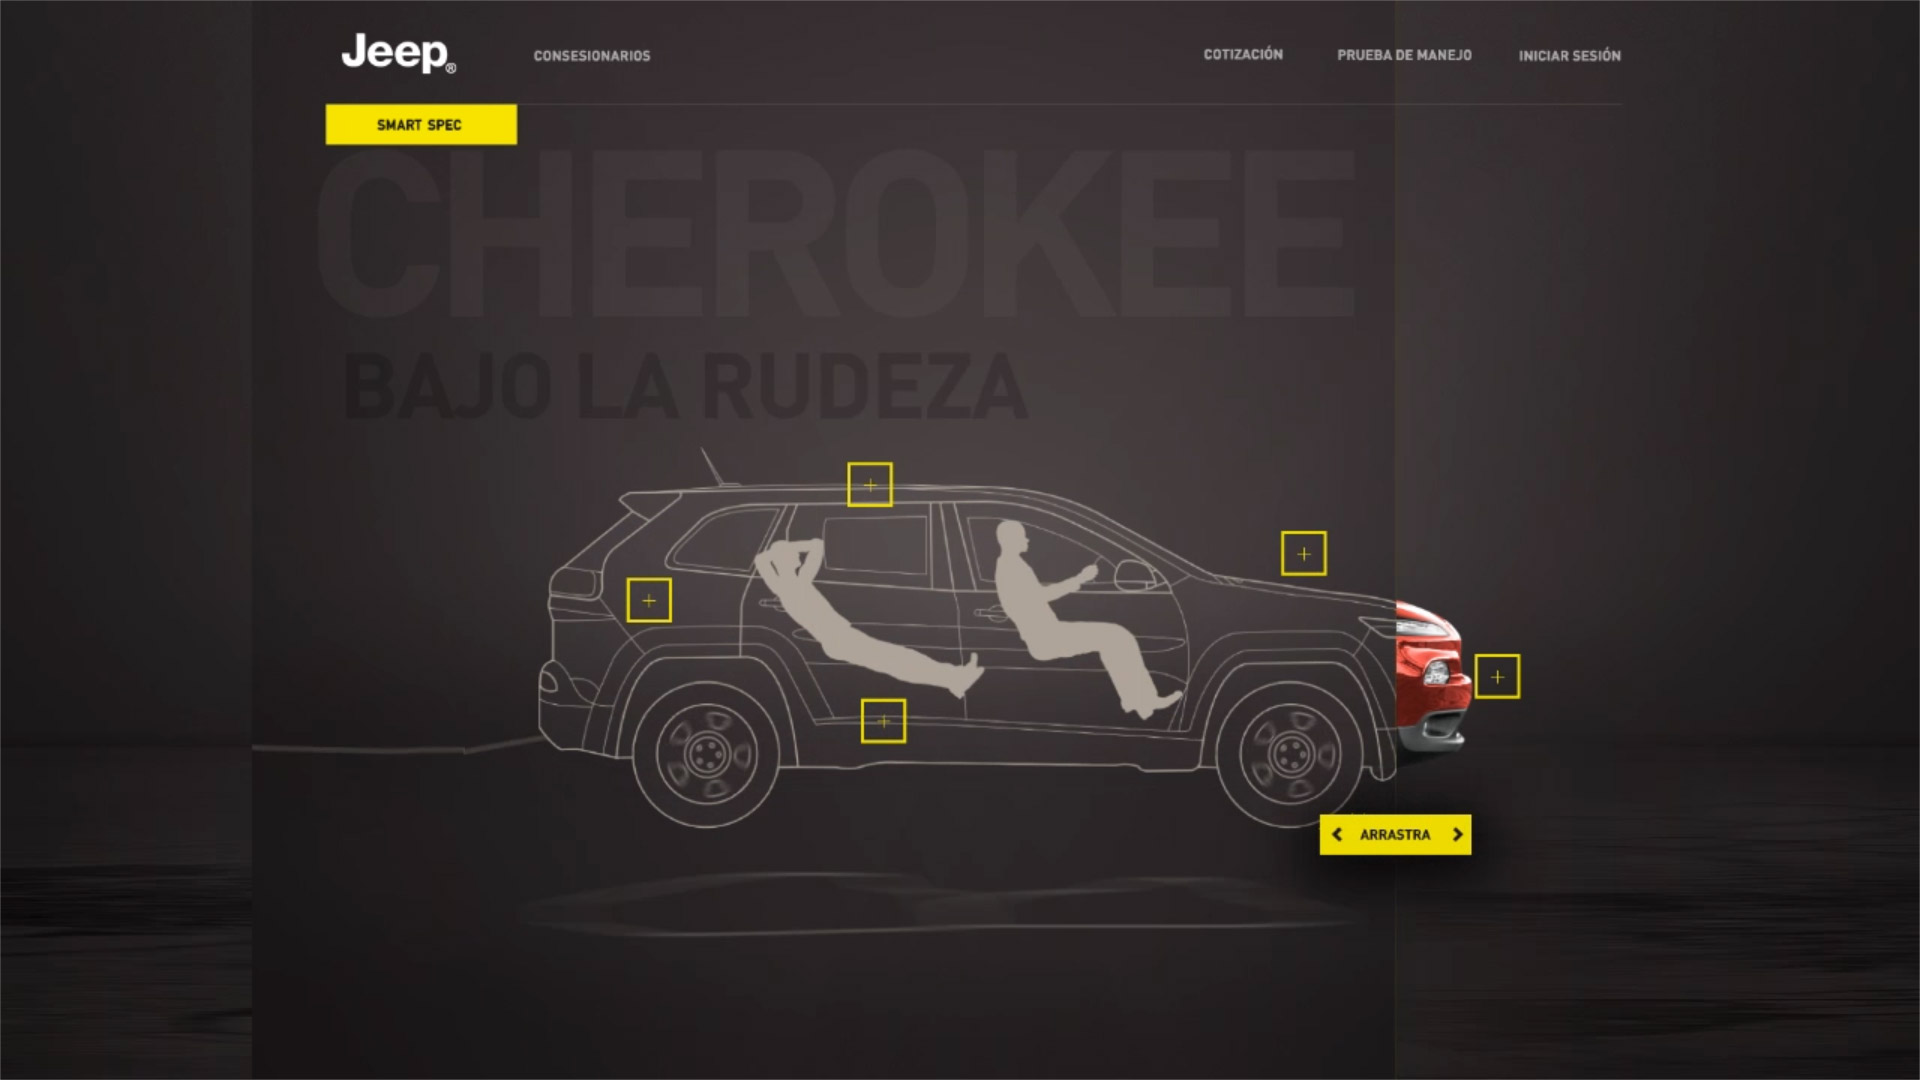 Jeep®
CONSESIONARIOS
COTIZACIÓN
PRUEBA DE MANEJO
INICIAR SESIÓN
SMART SPEC
CHEROKEE
BAJO LA RUDEZA
ARRASTRA